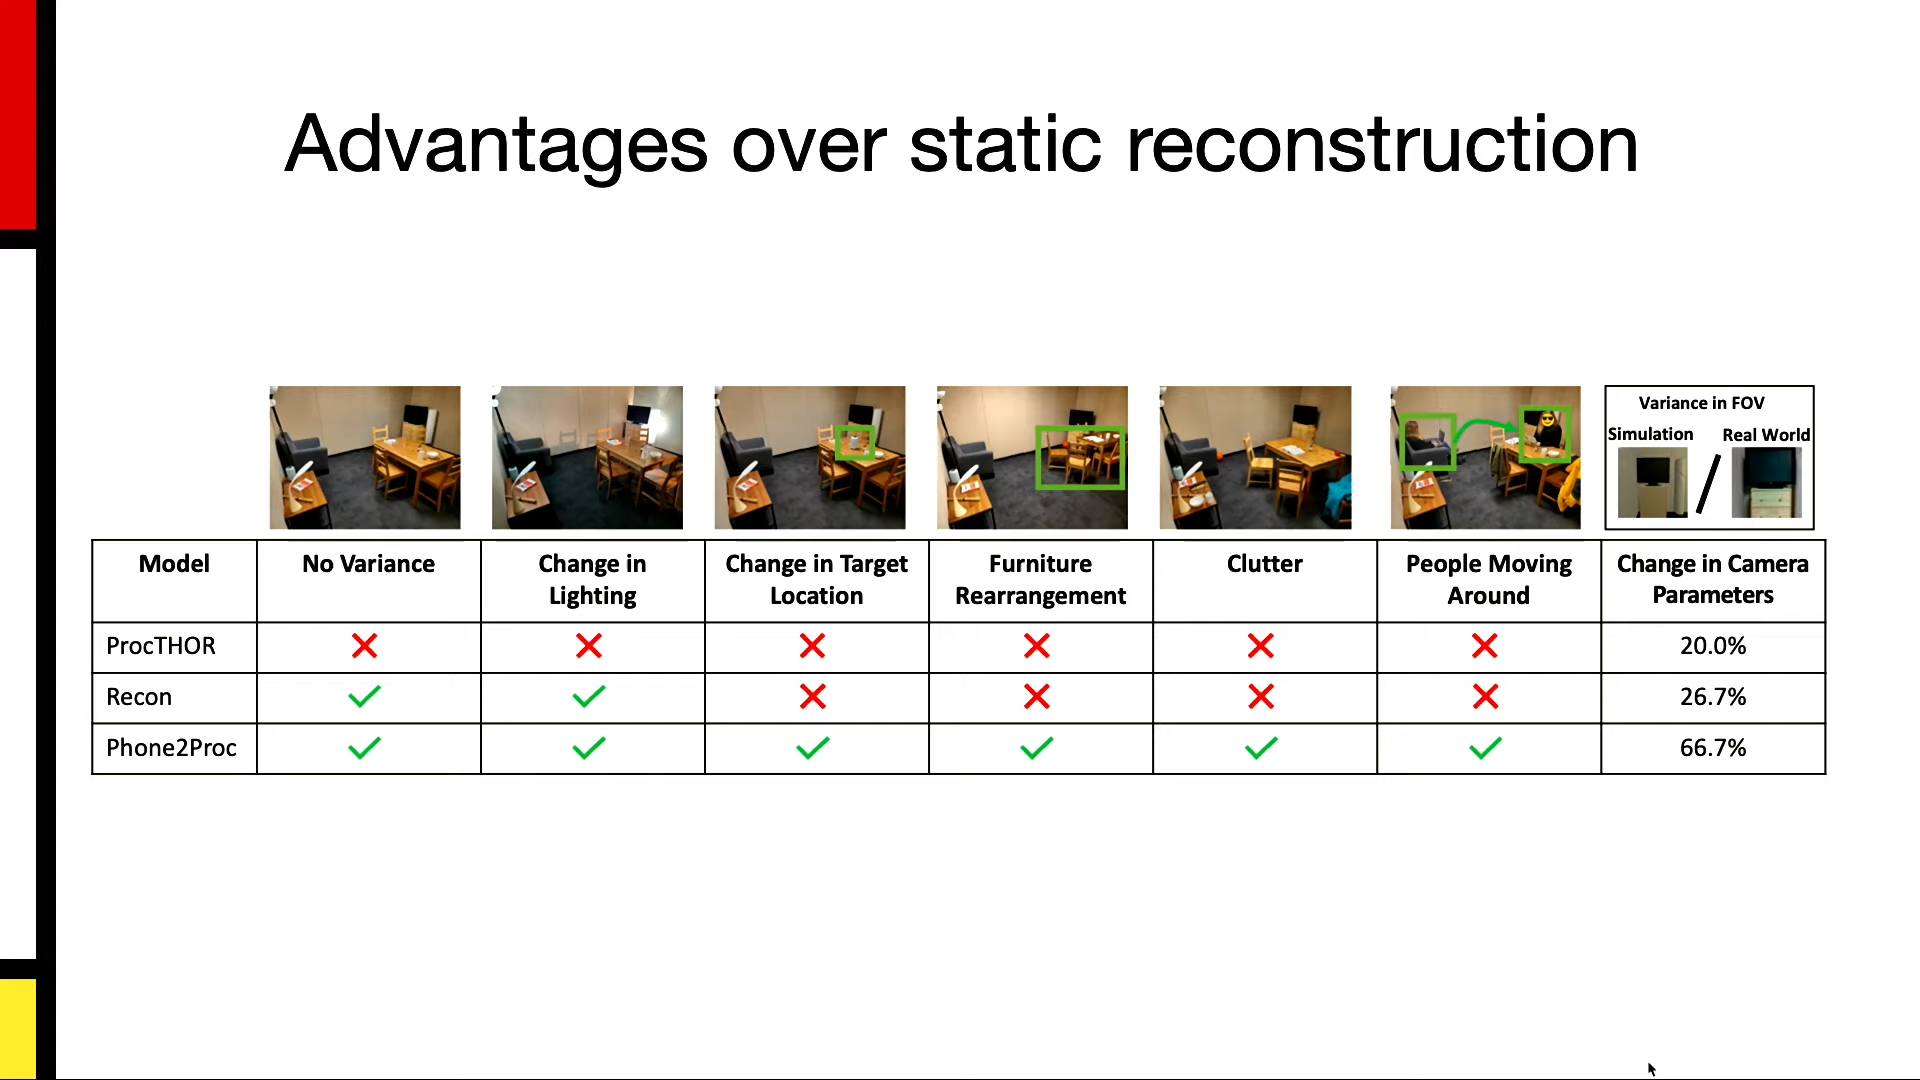 Advantages over static reconstruction
Variance in FOV
Simulation Real World
Model No Variance Change in Lighting Change in Target Location Furniture Rearrangement Clutter People Moving Around Change in Camera Parameters
ProcTHOR ✗ ✗ ✗ ✗ ✗ ✗ 20.0%
Recon ✓ ✓ ✗ ✗ ✗ ✗ 26.7%
Phone2Proc ✓ ✓ ✓ ✓ ✓ ✓ 66.7%